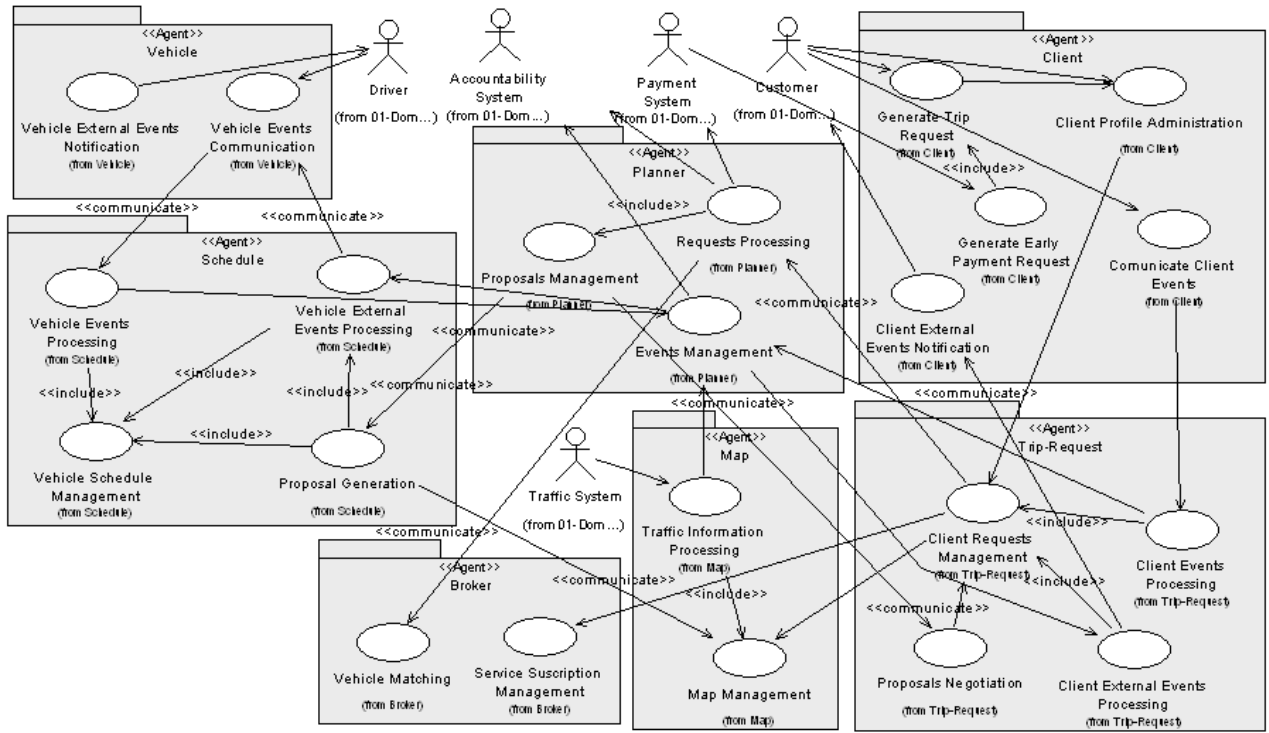 <<Agent>>
Vehicle
Vehicle External Events
Notification
(from Vehicle)
Vehicle Events
Communication
(from Vehicle)
Driver
(from 01-Dom...)
Accountability
System
(from 01-Dom...)
Payment
System
(from 01-Dom...)
Customer
(from 01-Dom...)
<<Agent>>
Client
Generate Trip
Request
(from Client)
Client Profile Administration
(from Client)
<<include>>
Generate Early
Payment Request
(from Client)
Comunicate Client
Events
(from Client)
Client External
Events Notification
(from Client)
<<communicate>>
<<communicate>>
<<Agent>>
Schedule
Vehicle Events
Processing
(from Schedule)
Vehicle External
Events Processing
(from Schedule)
<<include>>
<<include>>
<<include>>
<<include>>
Vehicle Schedule
Management
(from Schedule)
Proposal Generation
(from Schedule)
<<Agent>>
Planner
<<include>>
Requests Processing
(from Planner)
Proposals Management
(from Planner)
Events Management
(from Planner)
<<communicate>>
<<communicate>>
<<communicate>>
<<communicate>>
<<communicate>>
Traffic System
(from 01-Dom...)
<<communicate>>
<<Agent>>
Broker
Vehicle Matching
(from Broker)
Service Suscription
Management
(from Broker)
<<communicate>>
<<Agent>>
Map
Traffic Information
Processing
(from Map)
<<include>>
Map Management
(from Map)
<<Agent>>
Trip-Request
Client Requests
Management
(from Trip-Request)
<<include>>
Client Events
Processing
(from Trip-Request)
<<include>>
<<communicate>>
Proposals Negotiation
(from Trip-Request)
Client External Events
Processing
(from Trip-Request)